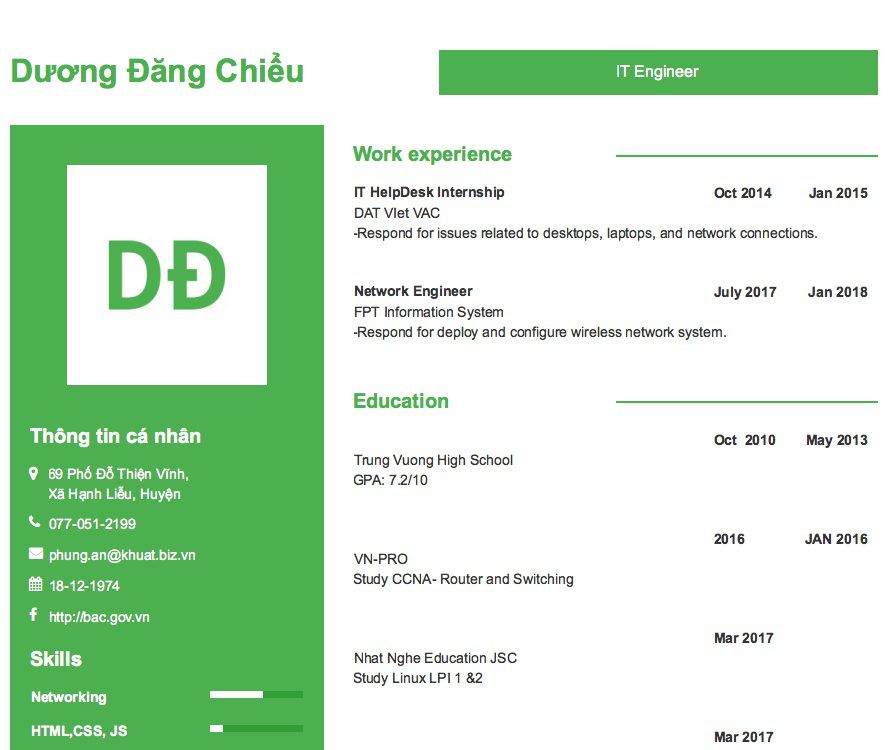 Dương Đăng Chiểu
IT Engineer
DĐ
Thông tin cá nhân
69 Phố Đỗ Thiện Vĩnh,
Xã Hạnh Liễu, Huyện
077-051-2199
phung.an@khuat.biz.vn
18-12-1974
http://bac.gov.vn
Skills
Networking
HTML,CSS, JS
Work experience
IT HelpDesk Internship Oct 2014 Jan 2015
DAT VIet VAC
-Respond for issues related to desktops, laptops, and network connections.
Network Engineer July 2017 Jan 2018
FPT Information System
-Respond for deploy and configure wireless network system.
Education
Oct 2010 May 2013
Trung Vuong High School
GPA: 7.2/10
2016 JAN 2016
VN-PRO
Study CCNA- Router and Switching
Mar 2017
Nhat Nghe Education JSC
Study Linux LPI 1 &2
Mar 2017